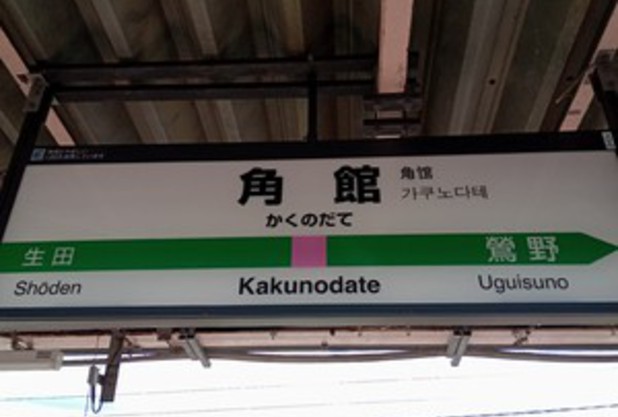 角館
角馆
가쿠노다테
かくのだて
生田
鶯野
Shōden
Kakunodate
Uguisuno